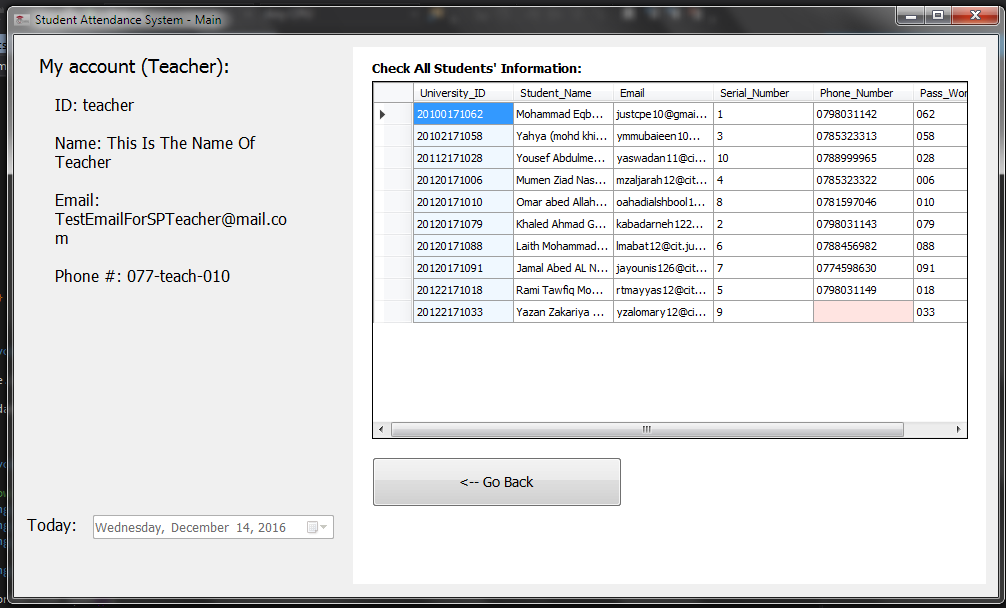 Student Attendance System - Main
My account (Teacher):
ID: teacher
Name: This Is The Name Of
Teacher
Email:
TestEmailForSPTeacher@mail.co
m
Phone #: 077-teach-010
Today:
Wednesday, December 14, 2016
Check All Students' Information:
University_ID Student_Name Email Serial_Number Phone_Number Pass_Wor
20100171062 Mohammad Eqb... justcpe10@gmai... 1 0798031142 062
20102171058 Yahya (mohd khi... ymmubaieen10... 3 0785323313 058
20112171028 Yousef Abdulme... yaswadan11@ci... 10 0788999965 028
20120171006 Mumen Ziad Nas... mzaljarah12@cit... 4 0785323322 006
20120171010 Omar abed Allah... oahadialshbool1... 8 0781597046 010
20120171079 Khaled Ahmad G... kabadarneh122... 2 0798031143 079
20120171088 Laith Mohammad... lmabat12@cit.ju... 6 0788456982 088
20120171091 Jamal Abed AL N... jayounis126@cit... 7 0774598630 091
20122171018 Rami Tawfiq Mo... rtmayyas12@cit... 5 0798031149 018
20122171033 Yazan Zakariya ... yzalomary12@ci... 9 033
<-- Go Back